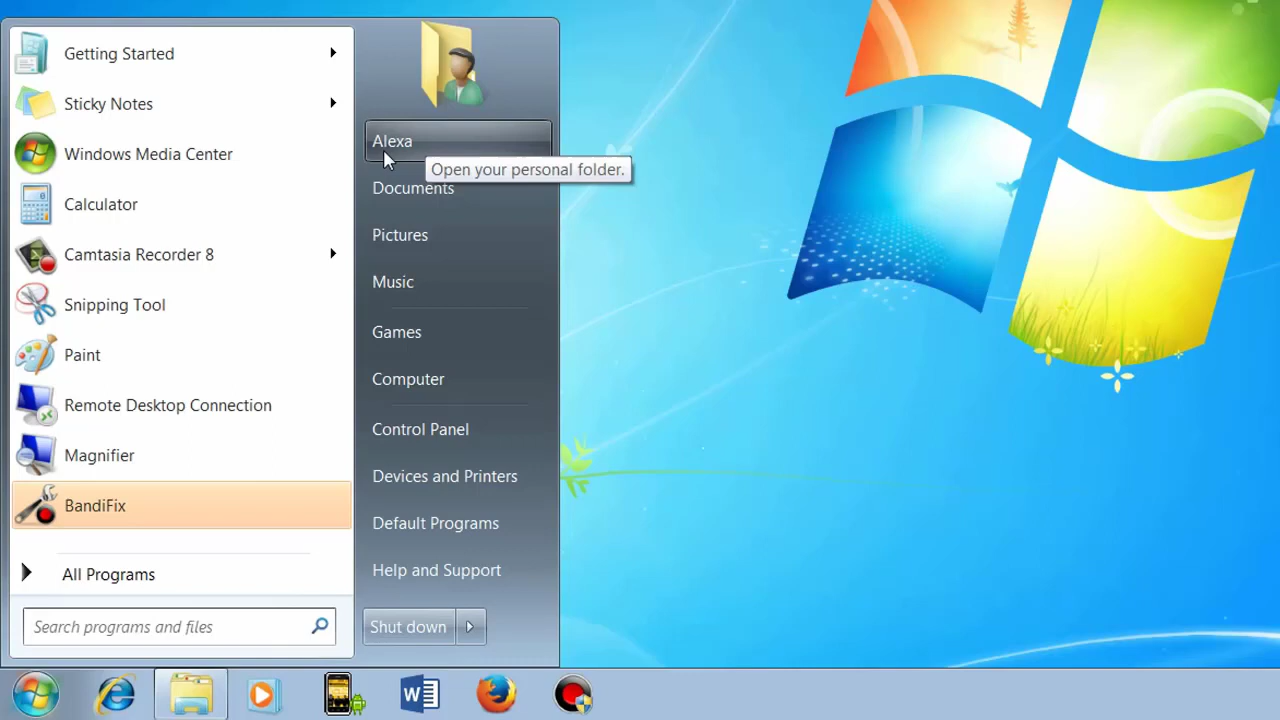 Getting Started
Sticky Notes
Windows Media Center
Calculator
Camtasia Recorder 8
Snipping Tool
Paint
Remote Desktop Connection
Magnifier
BandiFix
All Programs
Search programs and files
Alexa
Open your personal folder.
Documents
Pictures
Music
Games
Computer
Control Panel
Devices and Printers
Default Programs
Help and Support
Shut down